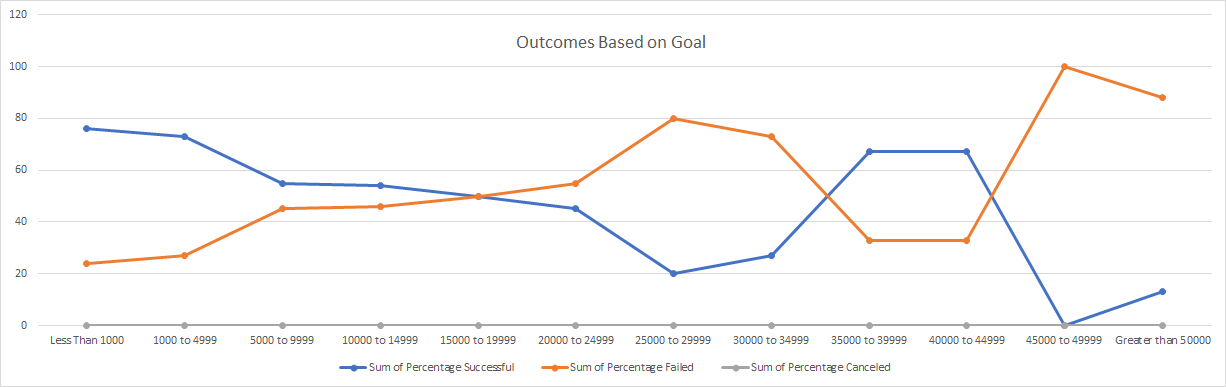 Outcomes Based on Goal
120
100
80
60
40
20
0
Less Than 1000 1000 to 4999 5000 to 9999 10000 to 14999 15000 to 19999 20000 to 24999 25000 to 29999 30000 to 34999 35000 to 39999 40000 to 44999 45000 to 49999 Greater than 50000
Sum of Percentage Successful Sum of Percentage Failed Sum of Percentage Canceled